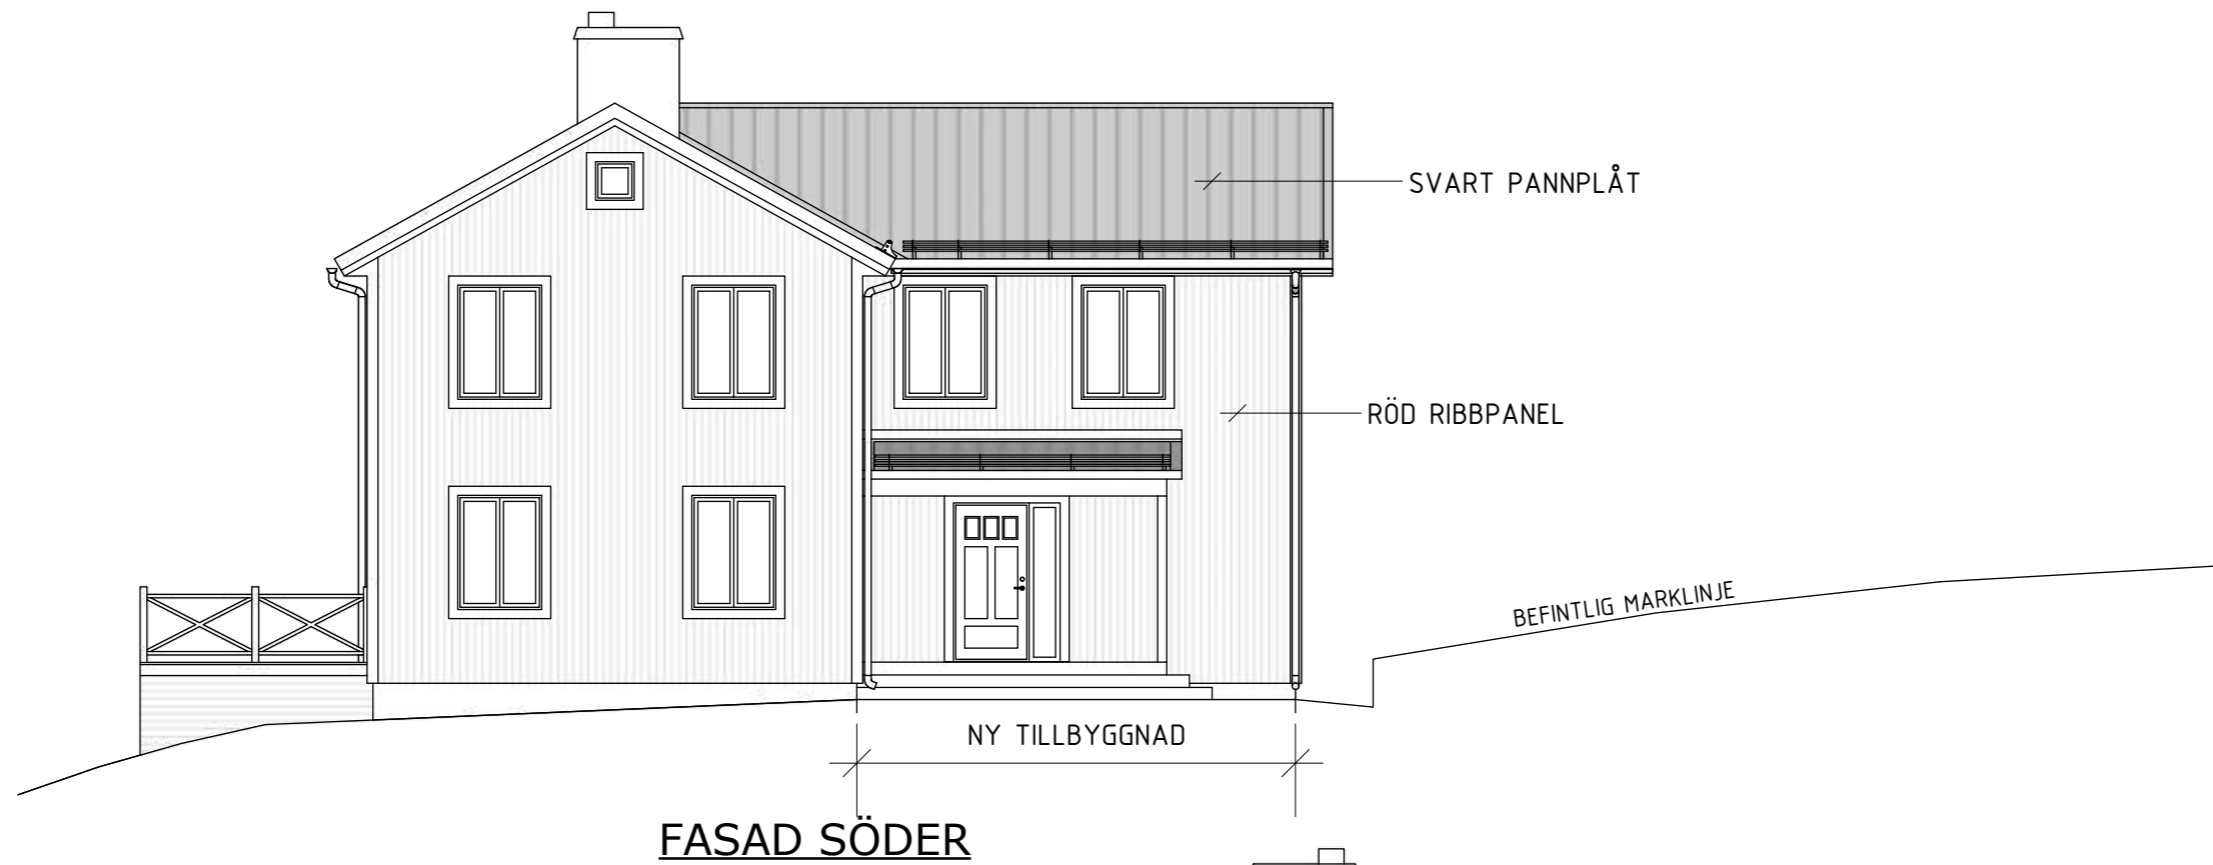 SVART PANNPLÅT
RÖD RIBBPANEL
BEFINTLIG MARKLINJE
NY TILLBYGGNAD
FASAD SÖDER